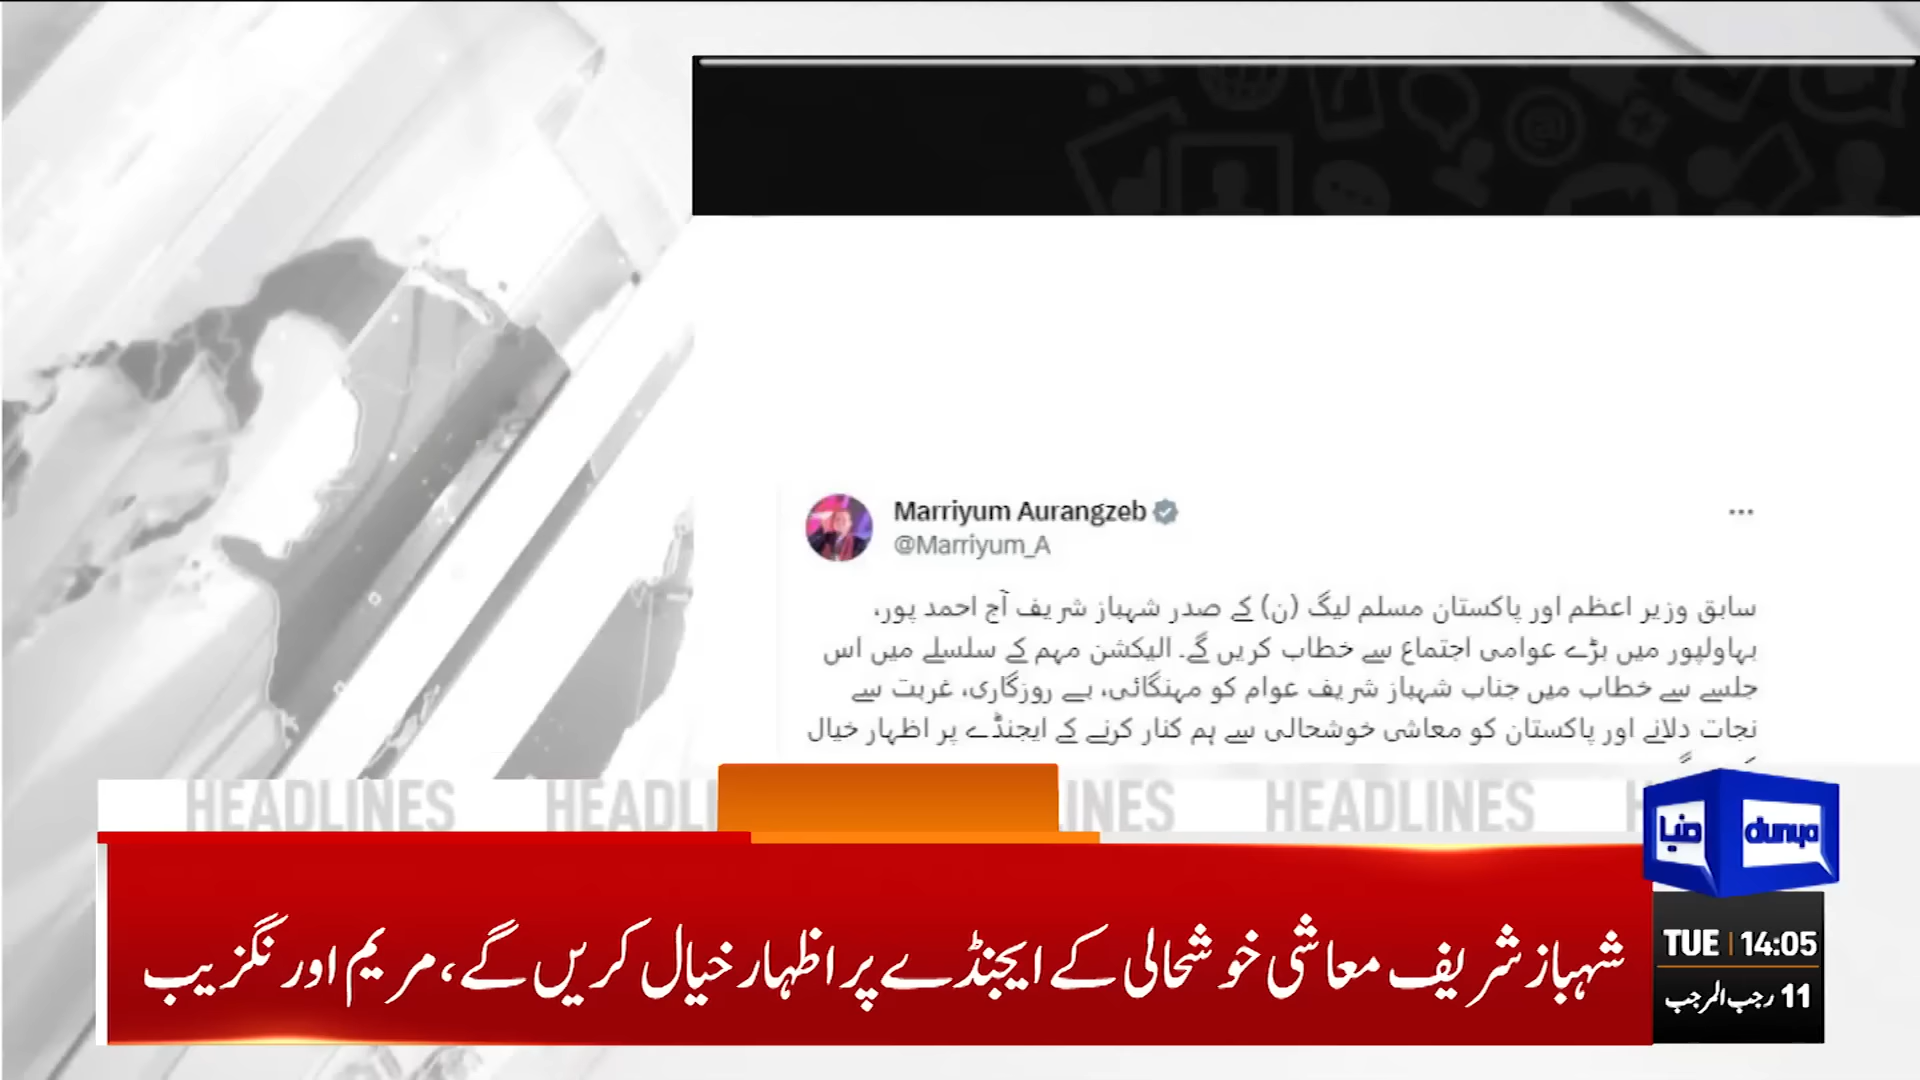 Marriyum Aurangzeb
@Marriyum_A
سابق وزیر اعظم اور پاکستان مسلم لیگ (ن) کے صدر شہباز شریف آج احمد پور،
بہاولپور میں بڑے عوامی اجتماع سے خطاب کریں گے۔ الیکشن مہم کے سلسلے میں اس
جلسے سے خطاب میں جناب شہباز شریف عوام کو مہنگائی، بے روزگاری، غربت سے
نجات دلانے اور پاکستان کو معاشی خوشحالی سے ہم کنار کرنے کے ایجنڈے پر اظہار خیال
HEADLINES HEADLINES HEADLINES
دنیا dunya
شہباز شریف معاشی خوشحالی کے ایجنڈے پر اظہار خیال کریں گے، مریم اورنگزیب
TUE 14:05
11 رجب المرجب